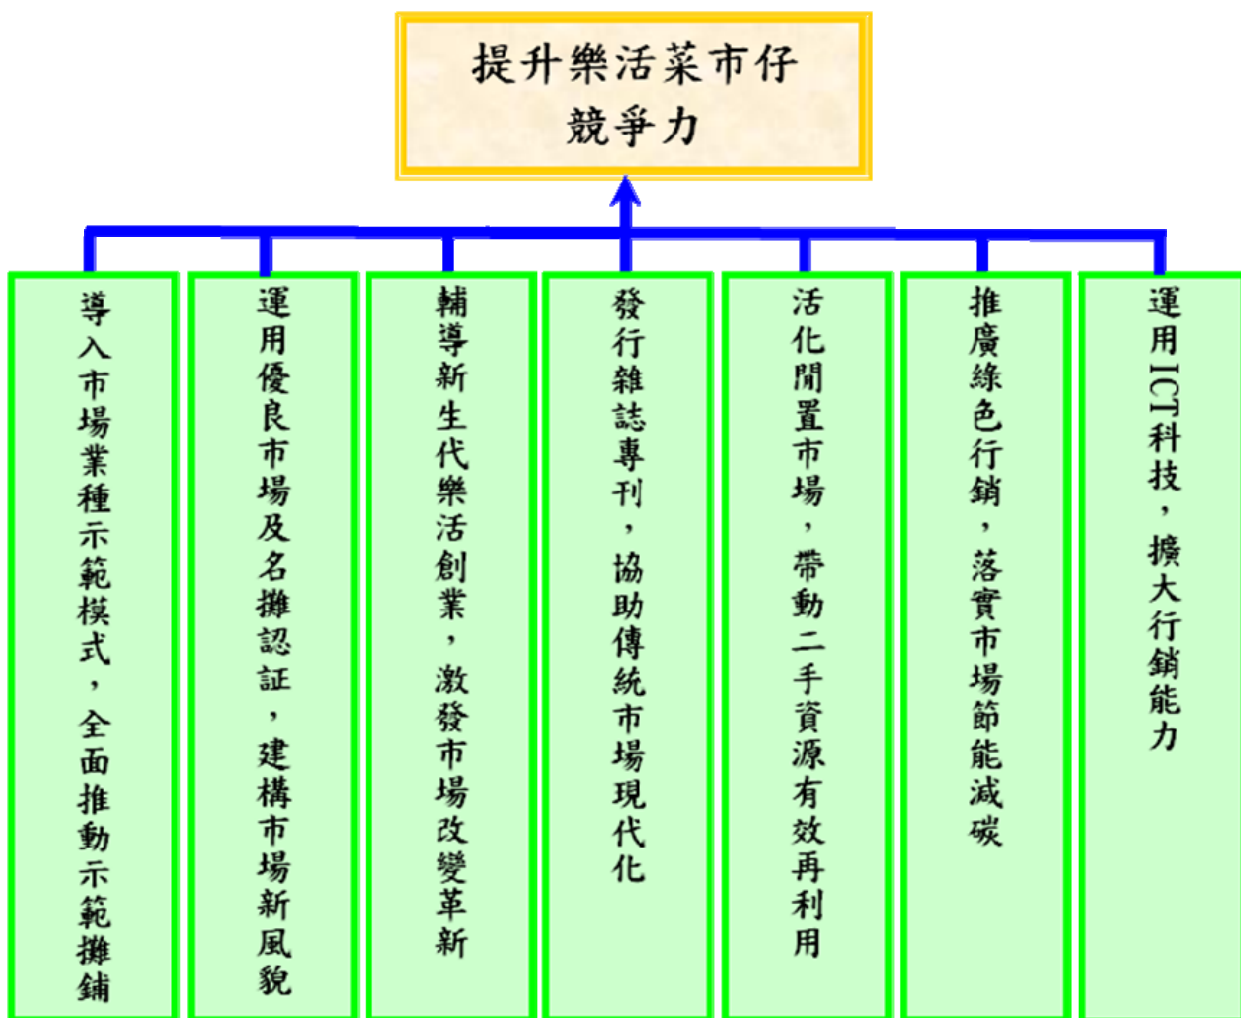 提升樂活菜市仔
競爭力
導入市場業種示範模式，全面推動示範攤鋪
運用優良市場及名攤認証，建構市場新風貌
輔導新生代樂活創業，激發市場改變革新
發行雜誌專刊，協助傳統市場現代化
活化閒置市場，帶動二手資源有效再利用
推廣綠色行銷，落實市場節能減碳
運用ICT科技，擴大行銷能力